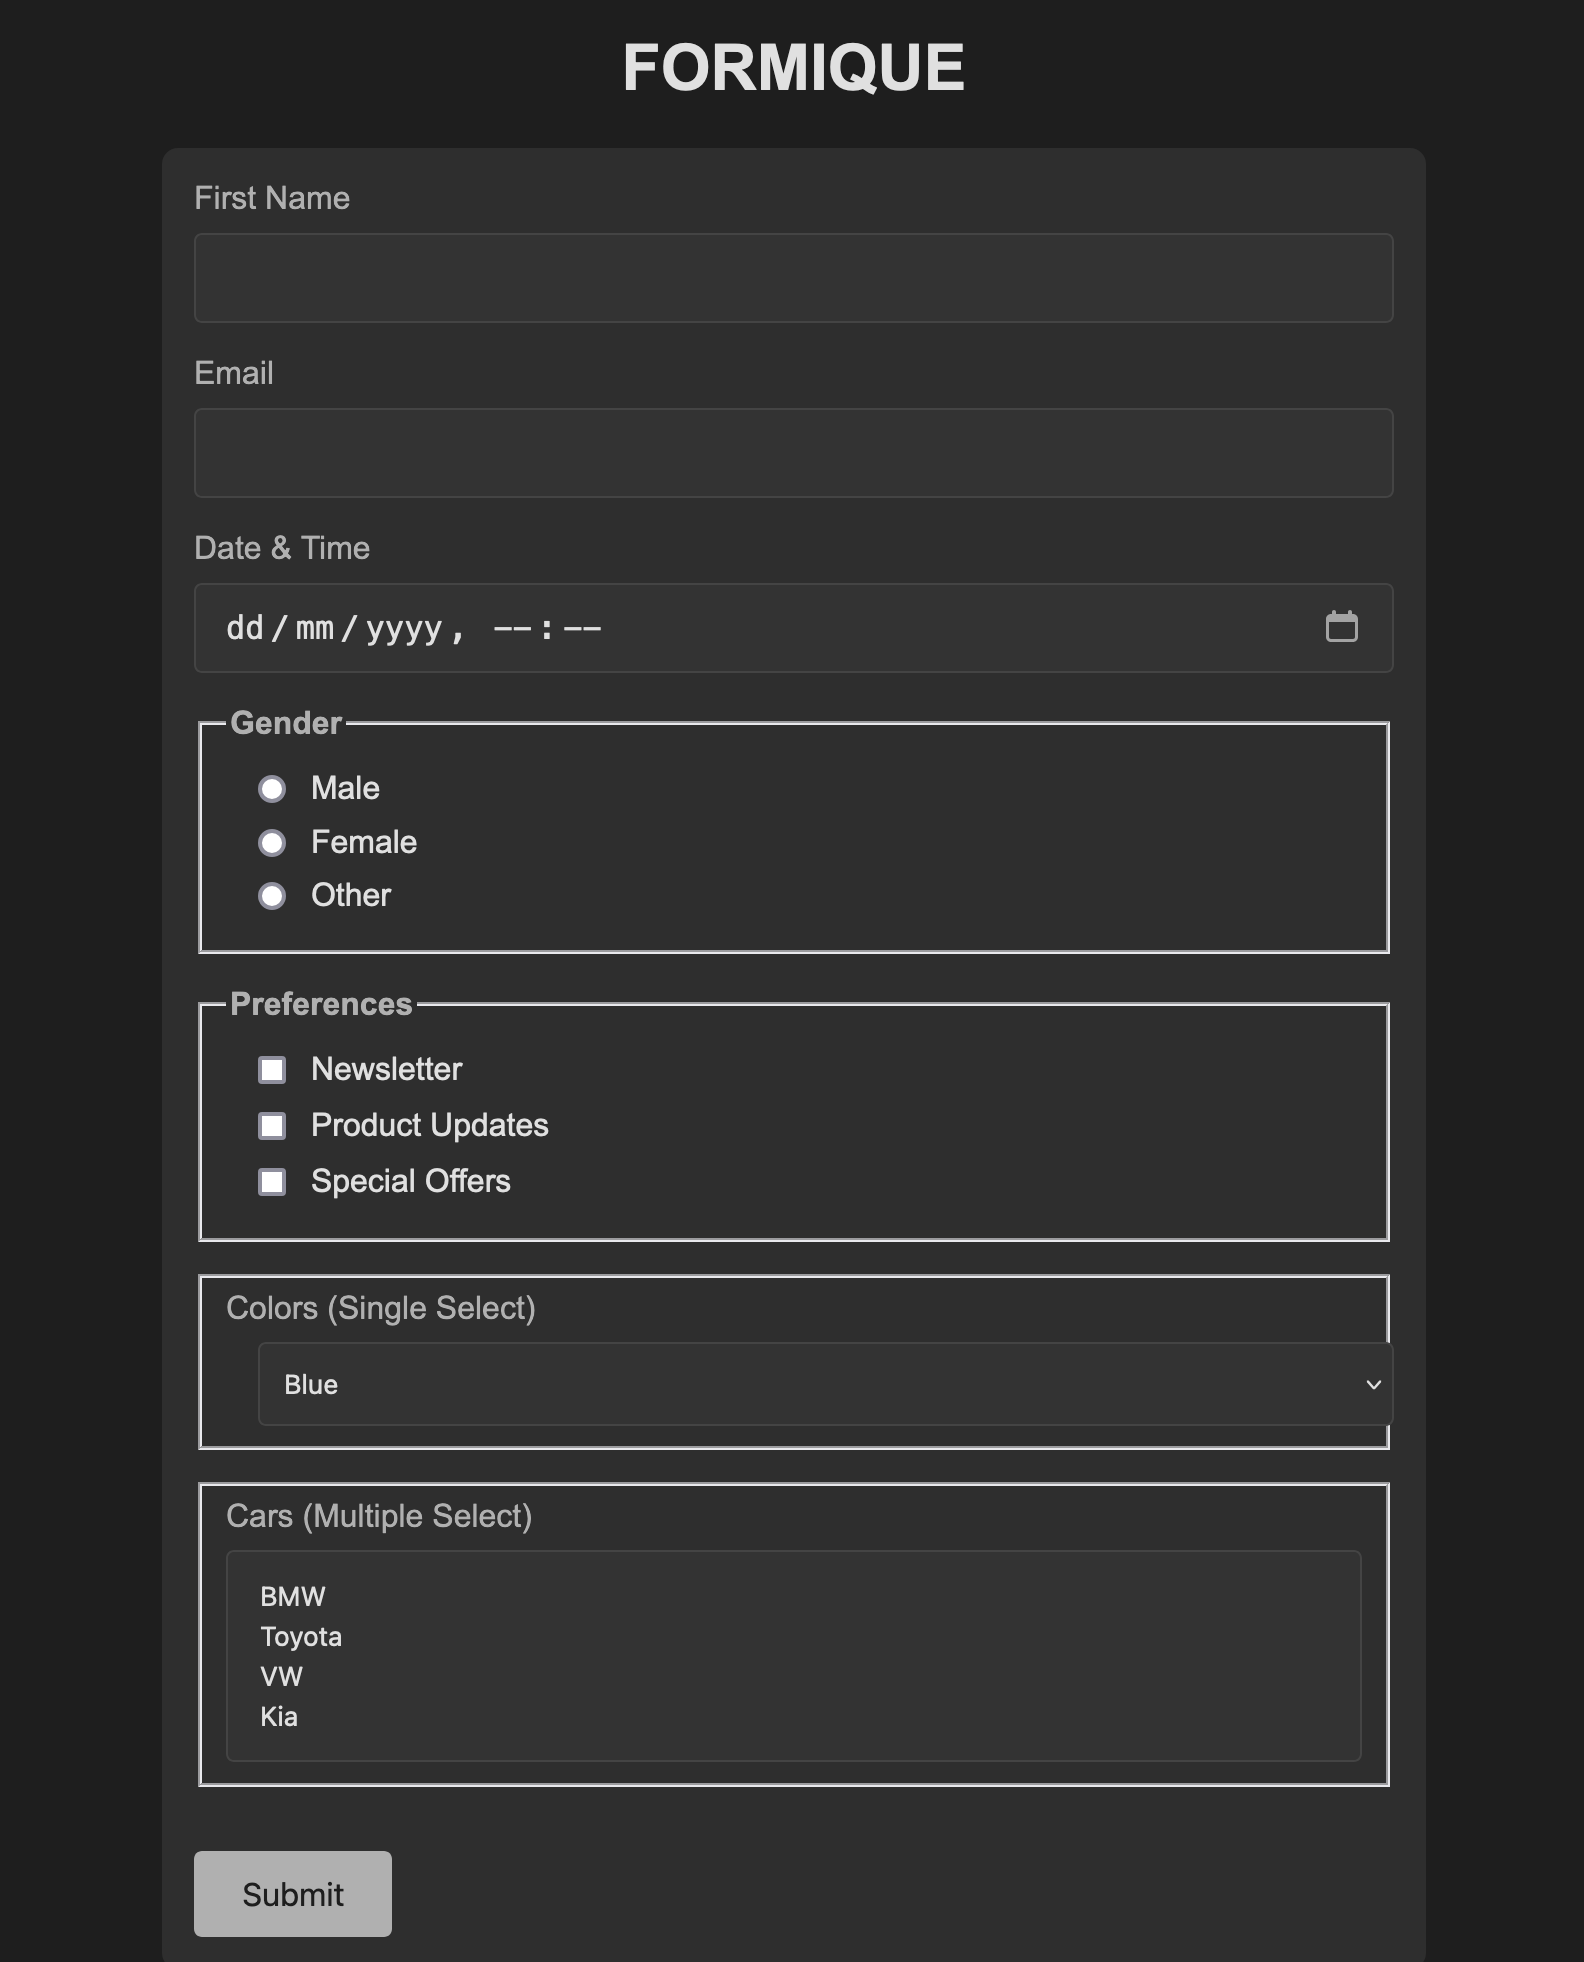 FORMIQUE
First Name
Email
Date & Time
dd/mm/yyyy, --:--
Gender
Male
Female
Other
Preferences
Newsletter
Product Updates
Special Offers
Colors (Single Select)
Blue
Cars (Multiple Select)
BMW
Toyota
VW
Kia
Submit